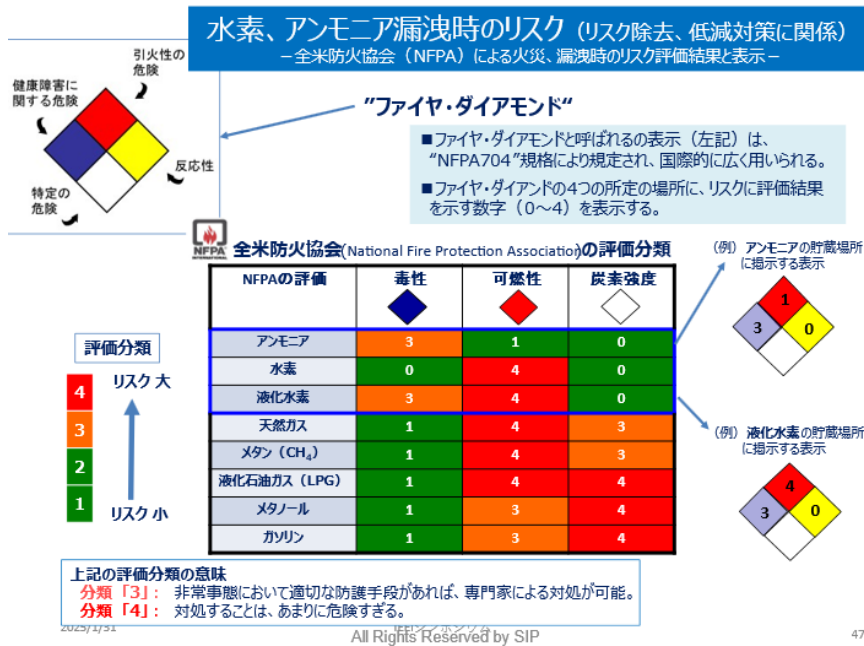 水素、アンモニア漏洩時のリスク（リスク除去、低減対策に関係）
－全米防火協会（NFPA）による火災、漏洩時のリスク評価結果と表示－
引火性の
危険
健康障害に
関する危険
反応性
特定の
危険
”ファイヤ・ダイアモンド“
■ファイヤ・ダイアモンドと呼ばれるの表示（左記）は、
“NFPA704”規格により規定され、国際的に広く用いられる。
■ファイヤ・ダイアンドの4つの所定の場所に、リスクに評価結果
を示す数字（0～4）を表示する。
NFPA
INTERNATIONAL
全米防火協会(National Fire Protection Association)の評価分類
NFPAの評価 毒性 可燃性 炭素強度
アンモニア 3 1 0
水素 0 4 0
液化水素 3 4 0
天然ガス 1 4 3
メタン（CH₄） 1 4 3
液化石油ガス（LPG） 1 4 4
メタノール 1 3 4
ガソリン 1 3 4
評価分類
4 リスク 大
3
2
1 リスク 小
（例）アンモニアの貯蔵場所
に掲示する表示
1
3 0
（例）液化水素の貯蔵場所
に掲示する表示
4
3 0
上記の評価分類の意味
分類「3」： 非常事態において適切な防護手段があれば、専門家による対処が可能。
分類「4」： 対処することは、あまりに危険すぎる。
2025/1/31
All Rights Reserved by SIP
47